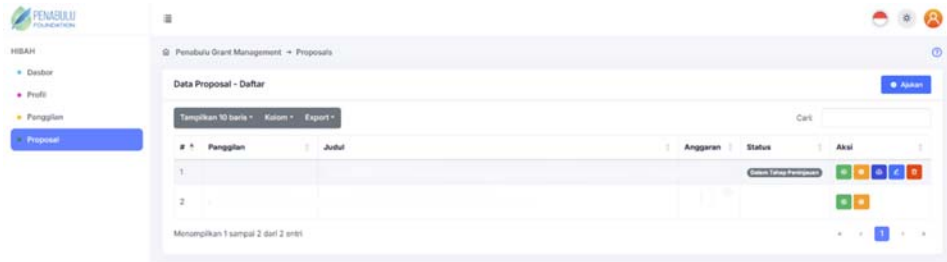 PENABULU
FOUNDATION
HIBAH
Penabulu Grant Management → Proposals
Dasbor
Data Proposal - Daftar
Ajukan
Profil
Panggilan
Tampilkan 10 baris Kolom Export
Cari:
Proposal
# Panggilan Judul Anggaran Status Aksi
1 Dalam Tahap Peninjauan
2
Menampilkan 1 sampai 2 dari 2 entri
« ‹ 1 › »